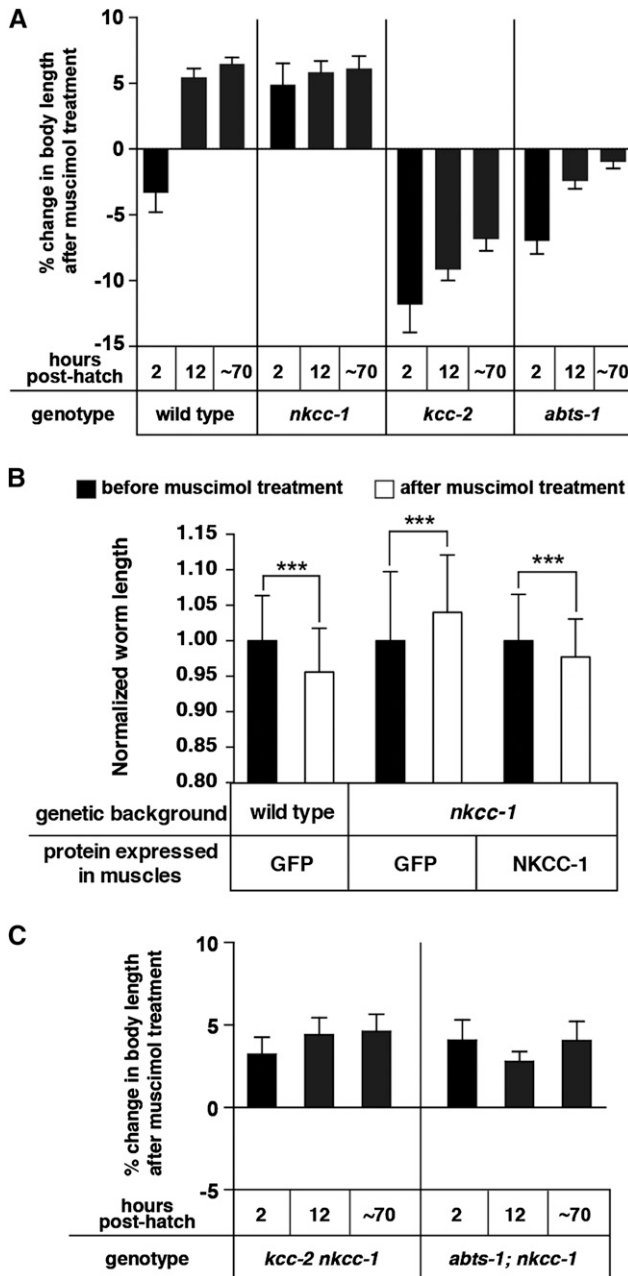 A
% change in body length
after muscimol treatment
10
5
0
-5
-10
-15
hours
post-hatch
2 12 ~70 2 12 ~70 2 12 ~70 2 12 ~70
genotype wild type nkcc-1 kcc-2 abts-1
B
before muscimol treatment after muscimol treatment
Normalized worm length
1.15
1.10
1.05
1.00
0.95
0.90
0.85
0.80
*** *** ***
genetic background wild type nkcc-1
protein expressed
in muscles
GFP GFP NKCC-1
C
% change in body length
after muscimol treatment
10
5
0
-5
hours
post-hatch
2 12 ~70 2 12 ~70
genotype kcc-2 nkcc-1 abts-1; nkcc-1